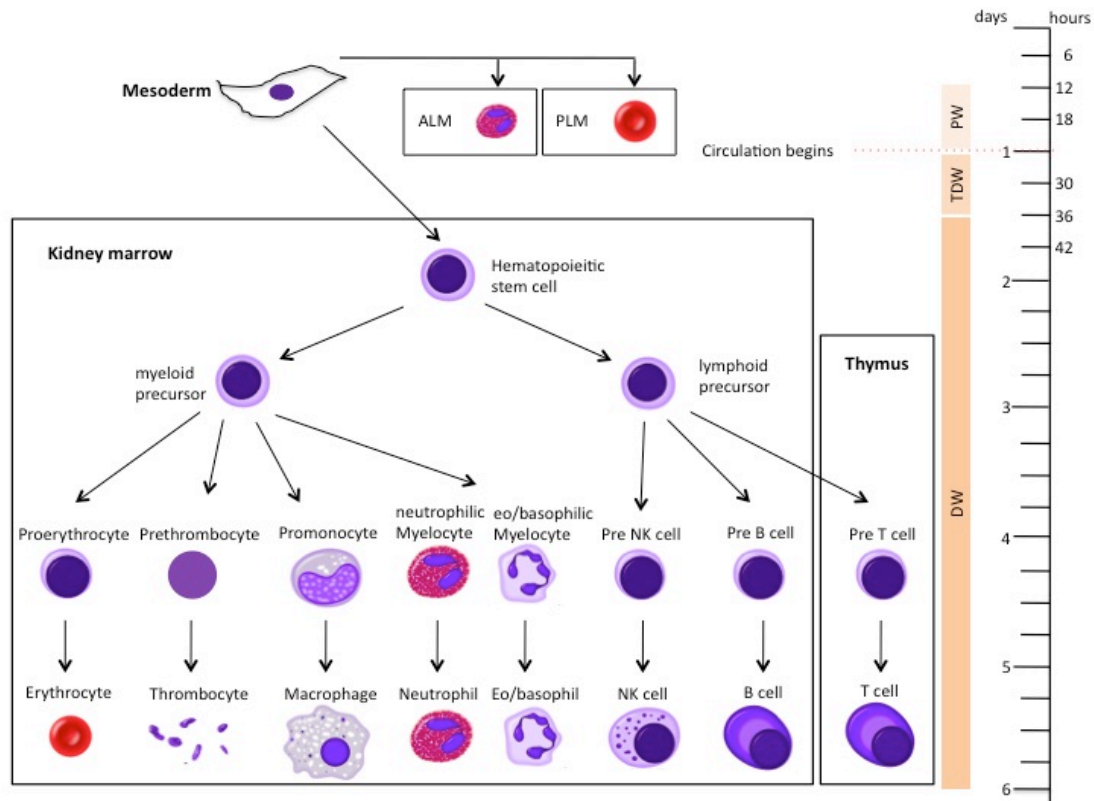 days hours
6
Mesoderm
12
ALM
PLM
PW
18
Circulation begins
1
TDW
30
36
Kidney marrow
42
Hematopoieitic
stem cell
2
myeloid
precursor
lymphoid
precursor
Thymus
3
DW
Proerythrocyte
Prethrombocyte
Promonocyte
neutrophilic
Myelocyte
eo/basophilic
Myelocyte
Pre NK cell
Pre B cell
Pre T cell
4
Erythrocyte
Thrombocyte
Macrophage
Neutrophil
Eo/basophil
NK cell
B cell
T cell
5
6